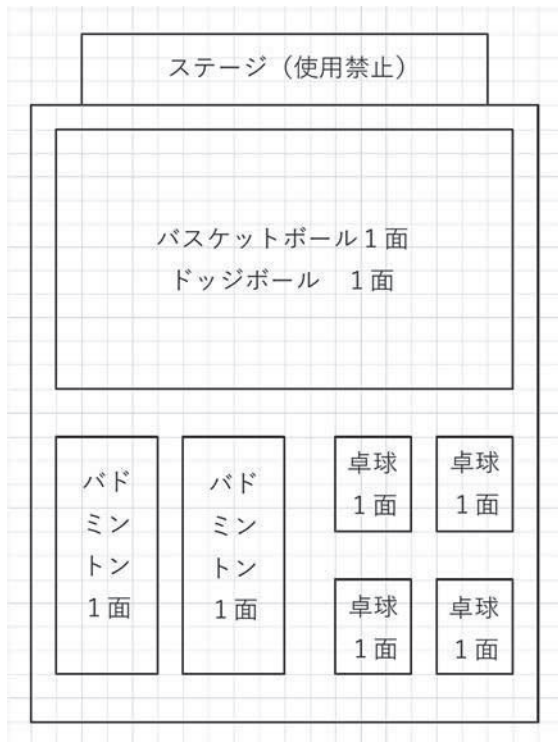 ステージ（使用禁止）
バスケットボール1面
ドッジボール　1面
バド
ミン
トン
1面
バド
ミン
トン
1面
卓球
1面
卓球
1面
卓球
1面
卓球
1面